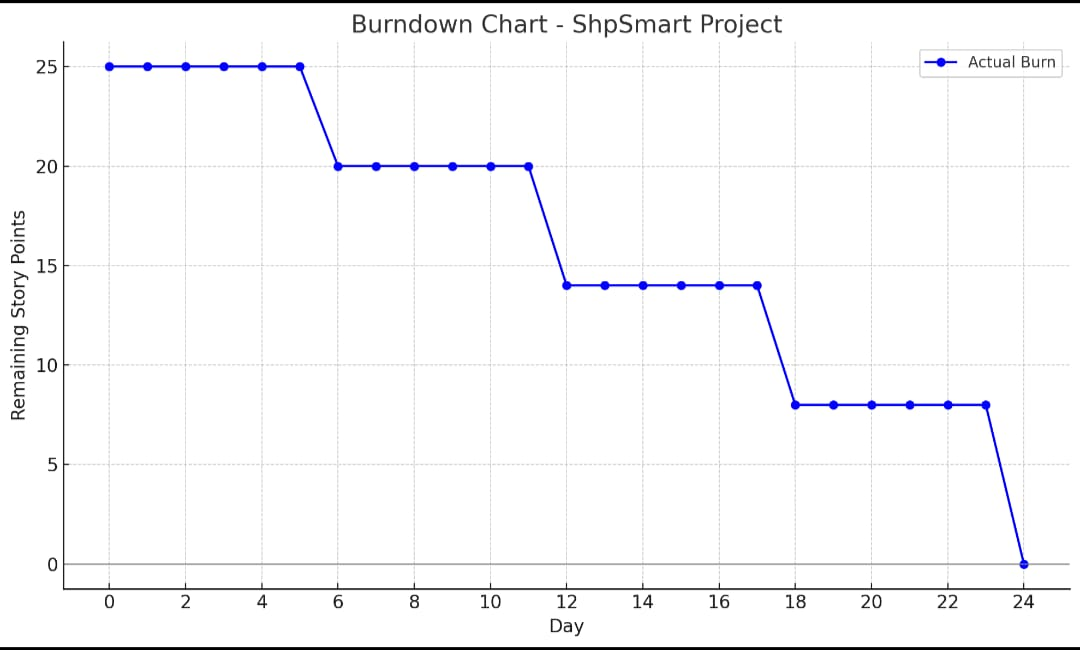 Burndown Chart - ShpSmart Project
Actual Burn
Remaining Story Points
25
20
15
10
5
0
0 2 4 6 8 10 12 14 16 18 20 22 24
Day